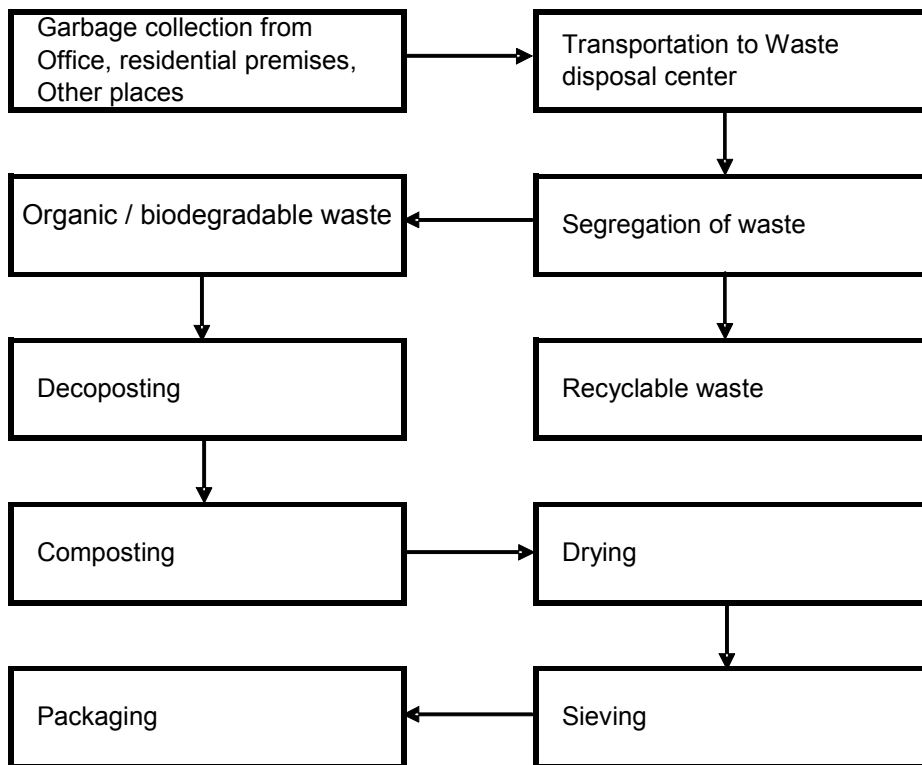 Garbage collection from
Office, residential premises,
Other places
Transportation to Waste
disposal center
Organic / biodegradable waste
Segregation of waste
Decoposting
Recyclable waste
Composting
Drying
Packaging
Sieving